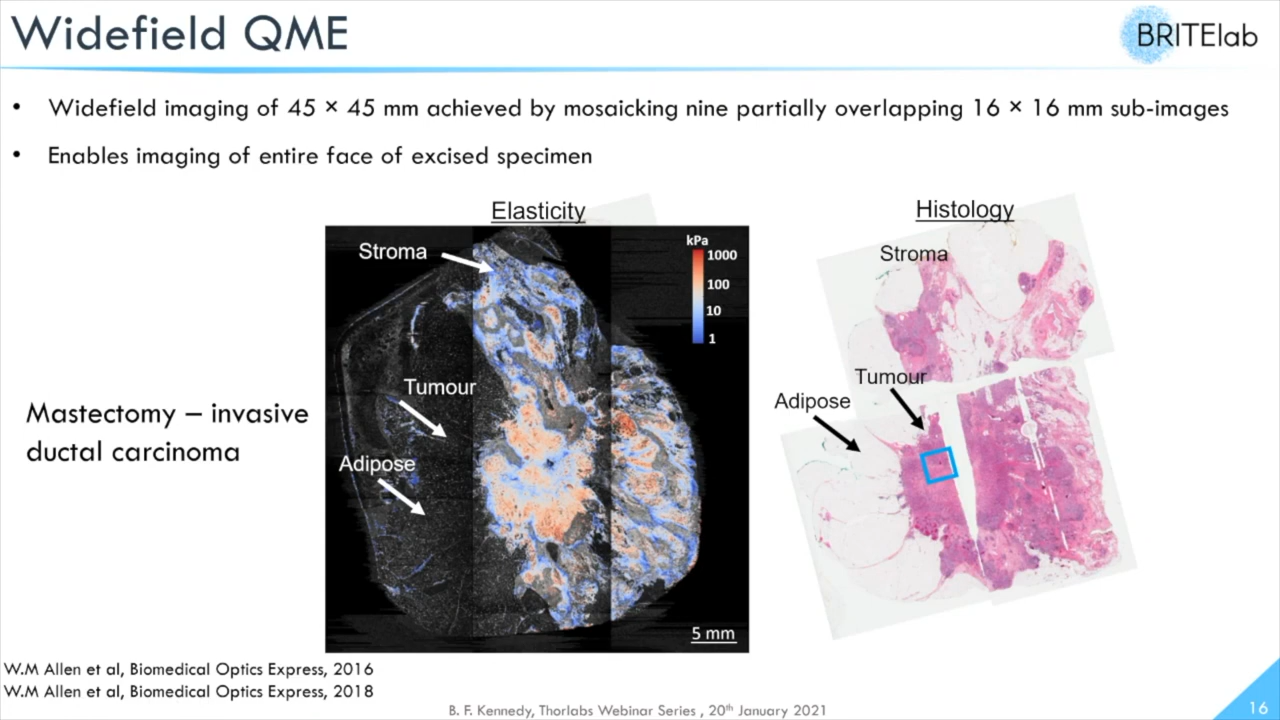 Widefield QME
BRITElab
• Widefield imaging of 45 × 45 mm achieved by mosaicking nine partially overlapping 16 × 16 mm sub-images
• Enables imaging of entire face of excised specimen
Elasticity
Histology
Stroma
kPa
1000
100
10
1
Tumour
Adipose
5 mm
Stroma
Tumour
Adipose
Mastectomy – invasive
ductal carcinoma
W.M Allen et al, Biomedical Optics Express, 2016
W.M Allen et al, Biomedical Optics Express, 2018
B. F. Kennedy, Thorlabs Webinar Series , 20th January 2021
16